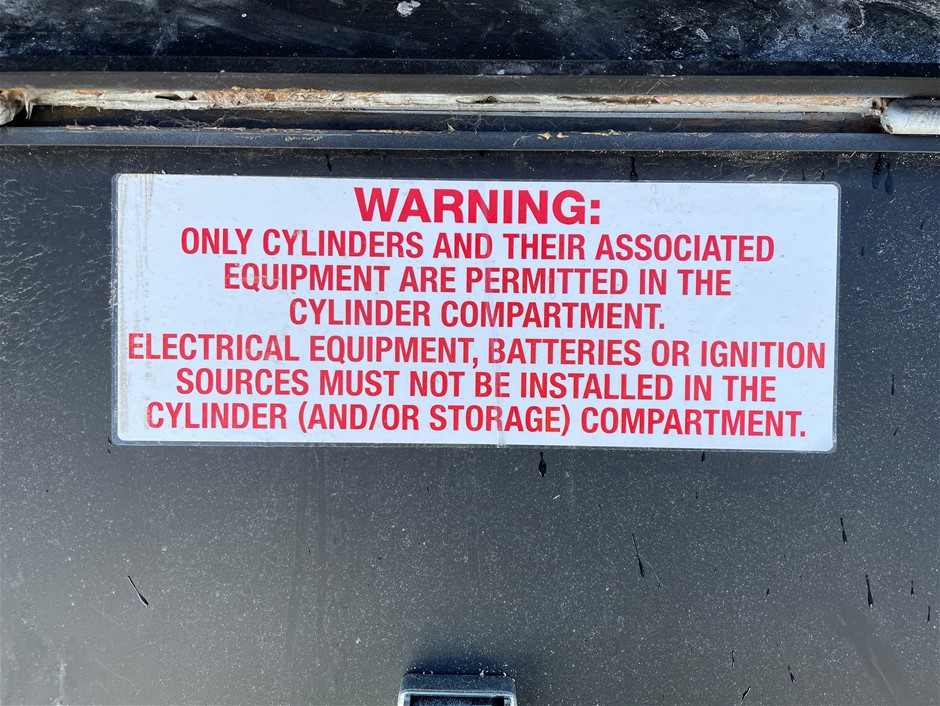 WARNING:
ONLY CYLINDERS AND THEIR ASSOCIATED
EQUIPMENT ARE PERMITTED IN THE
CYLINDER COMPARTMENT.
ELECTRICAL EQUIPMENT, BATTERIES OR IGNITION
SOURCES MUST NOT BE INSTALLED IN THE
CYLINDER (AND/OR STORAGE) COMPARTMENT.